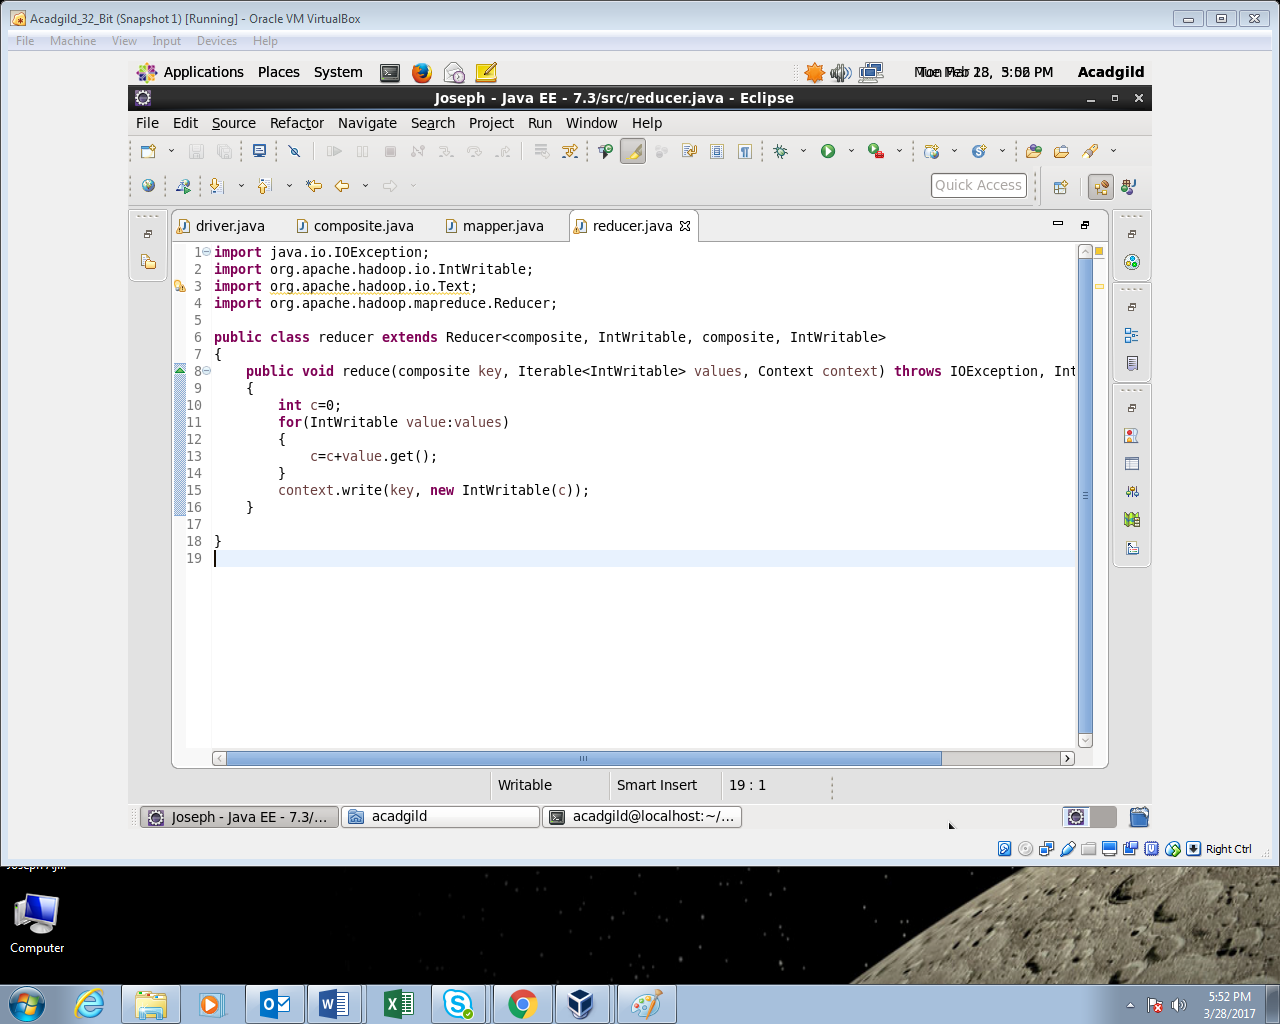 Acadgild_32_Bit (Snapshot 1) [Running] - Oracle VM VirtualBox
File Machine View Input Devices Help
Applications Places System
Acadgild
Joseph - Java EE - 7.3/src/reducer.java - Eclipse
File Edit Source Refactor Navigate Search Project Run Window Help
Quick Access
driver.java composite.java mapper.java reducer.java
1 import java.io.IOException;
2 import org.apache.hadoop.io.IntWritable;
3 import org.apache.hadoop.io.Text;
4 import org.apache.hadoop.mapreduce.Reducer;
5
6 public class reducer extends Reducer<composite, IntWritable, composite, IntWritable>
7 {
8 public void reduce(composite key, Iterable<IntWritable> values, Context context) throws IOException, Int
9 {
10 int c=0;
11 for(IntWritable value:values)
12 {
13 c=c+value.get();
14 }
15 context.write(key, new IntWritable(c));
16 }
17
18 }
19
Writable Smart Insert 19 : 1
Joseph - Java EE - 7.3/... acadgild acadgild@localhost:~/...
Right Ctrl
Computer
5:52 PM
3/28/2017